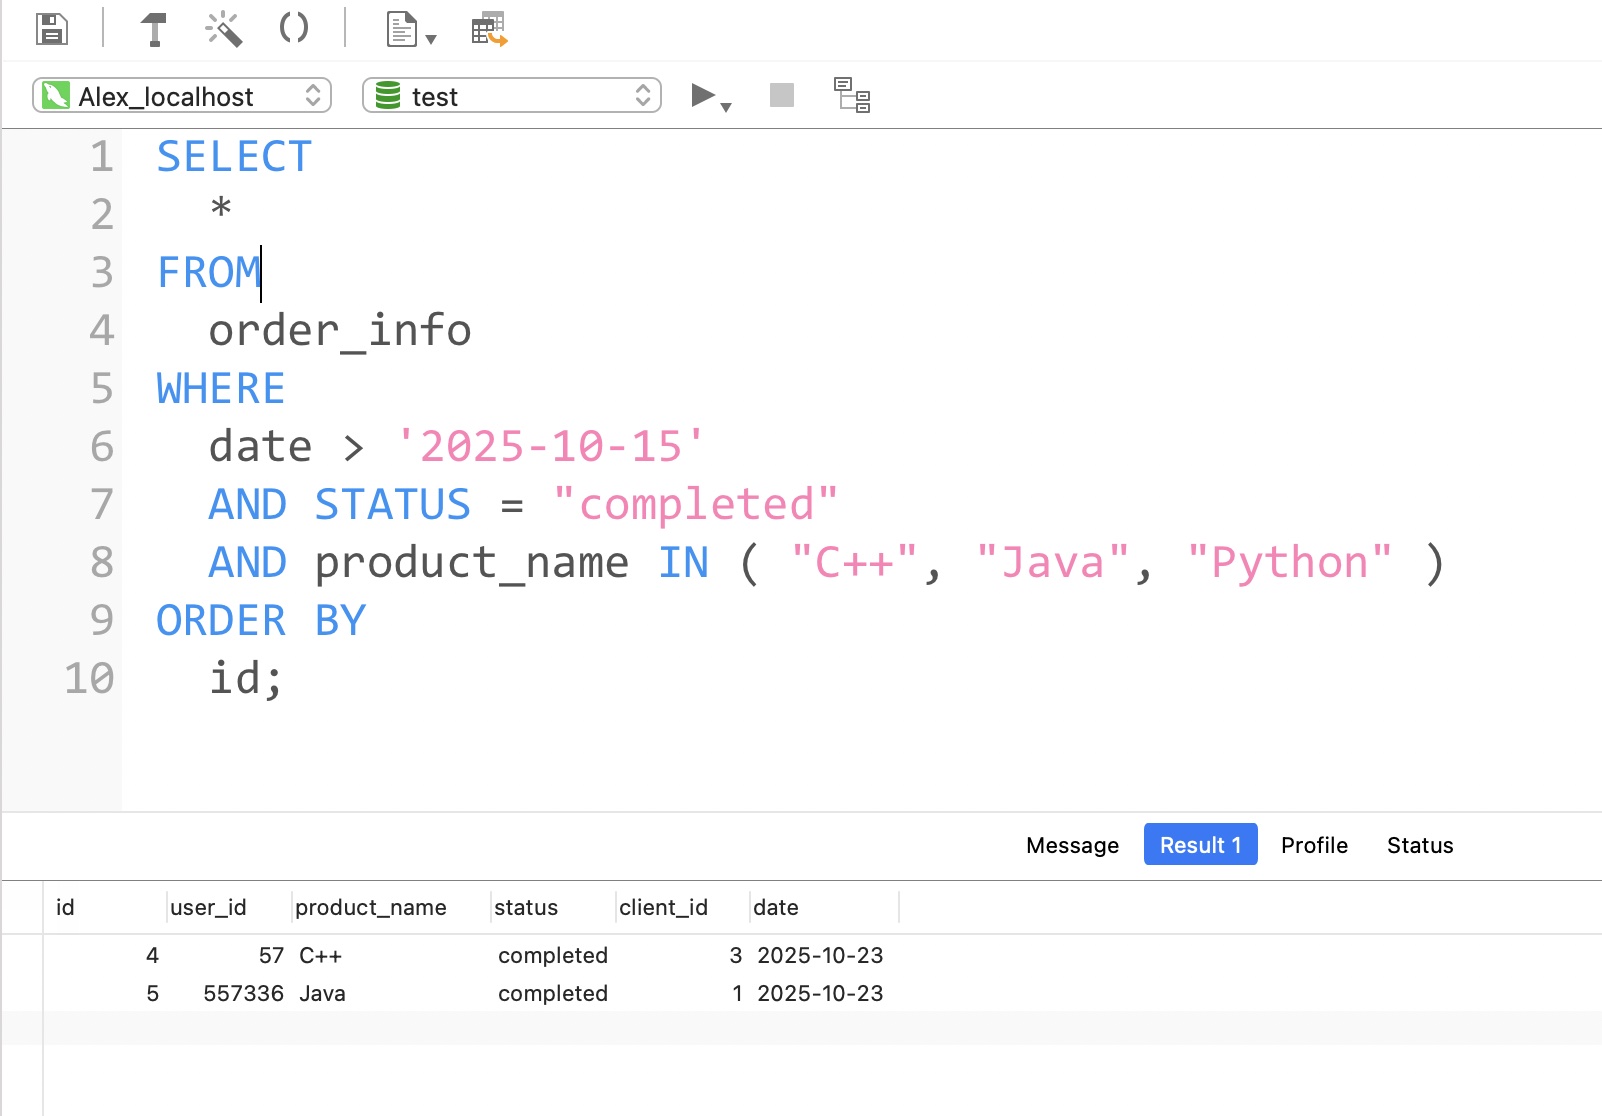 Alex_localhost test
1 SELECT
2 *
3 FROM
4 order_info
5 WHERE
6 date > '2025-10-15'
7 AND STATUS = "completed"
8 AND product_name IN ( "C++", "Java", "Python" )
9 ORDER BY
10 id;
Message Result 1 Profile Status
id user_id product_name status client_id date
4 57 C++ completed 3 2025-10-23
5 557336 Java completed 1 2025-10-23